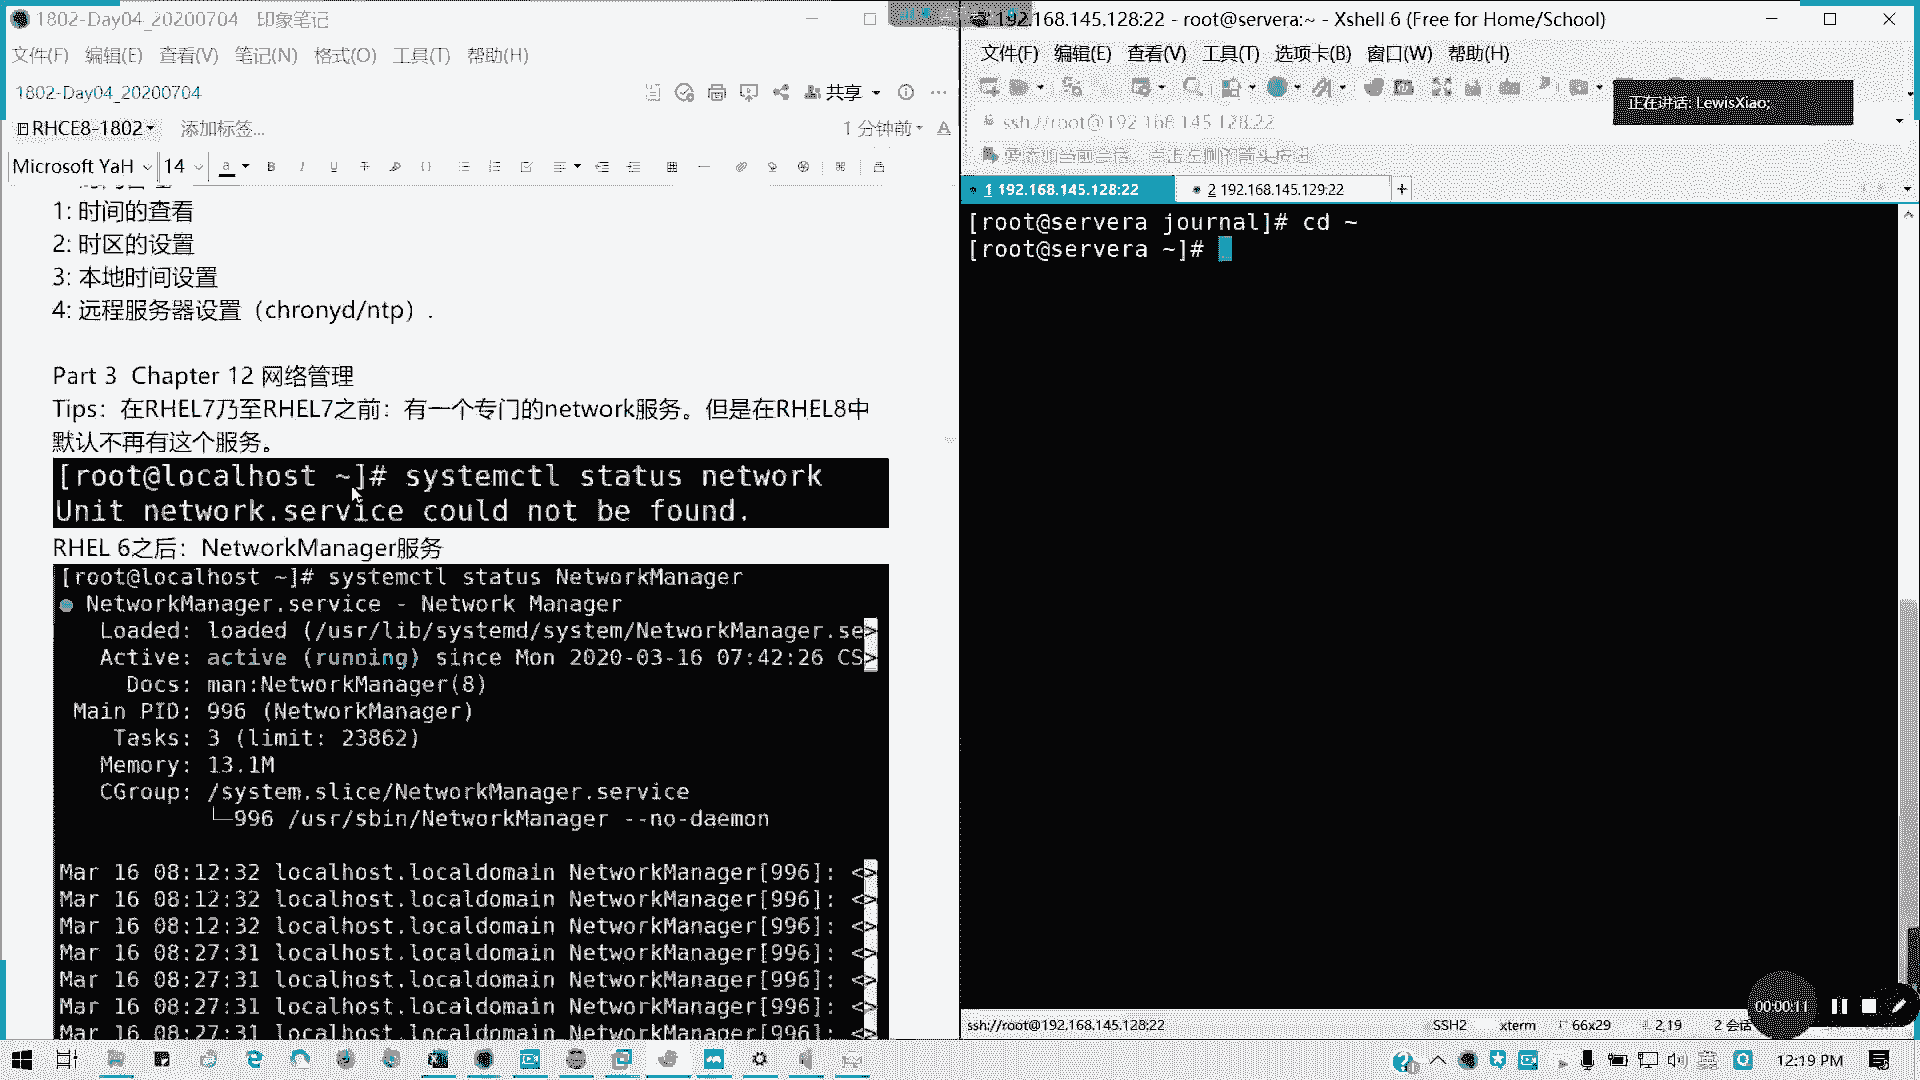 1802-Day04_20200704 印象笔记
文件(F) 编辑(E) 查看(V) 笔记(N) 格式(O) 工具(T) 帮助(H)
1802-Day04_20200704
共享
RHCE8-1802 添加标签...
1 分钟前
Microsoft YaH 14
1: 时间的查看
2: 时区的设置
3: 本地时间设置
4: 远程服务器设置（chronyd/ntp）.
Part 3 Chapter 12 网络管理
Tips：在RHEL7乃至RHEL7之前：有一个专门的network服务。但是在RHEL8中
默认不再有这个服务。
[root@localhost ~]# systemctl status network
Unit network.service could not be found.
RHEL 6之后：NetworkManager服务
[root@localhost ~]# systemctl status NetworkManager
● NetworkManager.service - Network Manager
Loaded: loaded (/usr/lib/systemd/system/NetworkManager.se>
Active: active (running) since Mon 2020-03-16 07:42:26 CS>
Docs: man:NetworkManager(8)
Main PID: 996 (NetworkManager)
Tasks: 3 (limit: 23862)
Memory: 13.1M
CGroup: /system.slice/NetworkManager.service
└─996 /usr/sbin/NetworkManager --no-daemon
Mar 16 08:12:32 localhost.localdomain NetworkManager[996]: <>
Mar 16 08:12:32 localhost.localdomain NetworkManager[996]: <>
Mar 16 08:12:32 localhost.localdomain NetworkManager[996]: <>
Mar 16 08:27:31 localhost.localdomain NetworkManager[996]: <>
Mar 16 08:27:31 localhost.localdomain NetworkManager[996]: <>
Mar 16 08:27:31 localhost.localdomain NetworkManager[996]: <>
Mar 16 08:27:31 localhost.localdomain NetworkManager[996]: <>
192.168.145.128:22 - root@servera:~ - Xshell 6 (Free for Home/School)
文件(F) 编辑(E) 查看(V) 工具(T) 选项卡(B) 窗口(W) 帮助(H)
正在讲话: LewisXiao;
ssh://root@192.168.145.128:22
要添加当前会话，点击左侧的箭头按钮。
1 192.168.145.128:22
2 192.168.145.129:22
[root@servera journal]# cd ~
[root@servera ~]#
00:00:11
ssh://root@192.168.145.128:22 SSH2 xterm 66x29 2,19 2 会话
12:19 PM